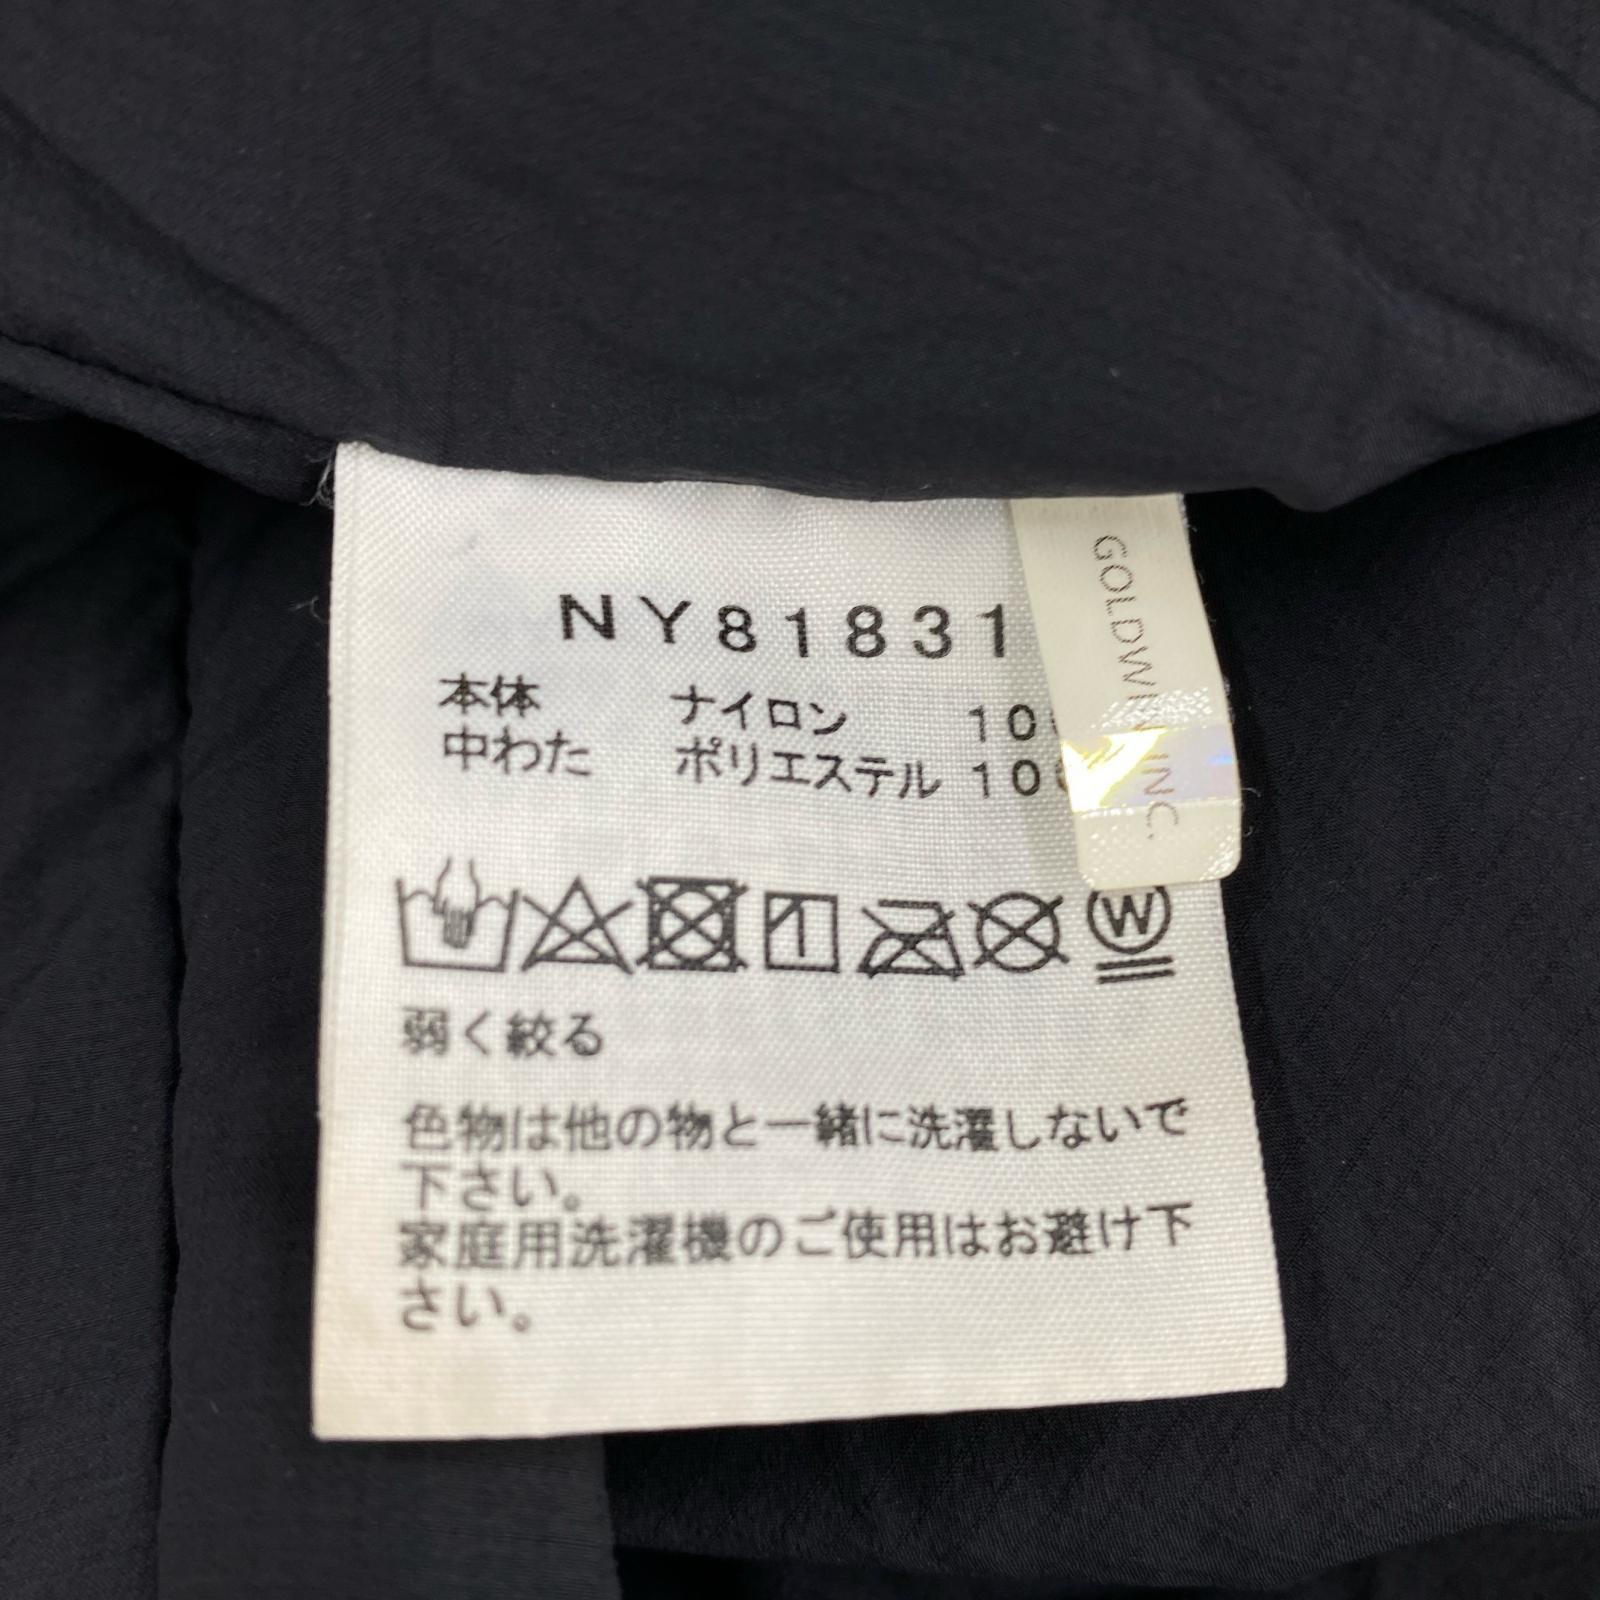 NY81831
本体 ナイロン 10
中わた ポリエステル 10
GOLDWIN INC.
W
弱く絞る
色物は他の物と一緒に洗濯しないで
下さい。
家庭用洗濯機のご使用はお避け下
さい。